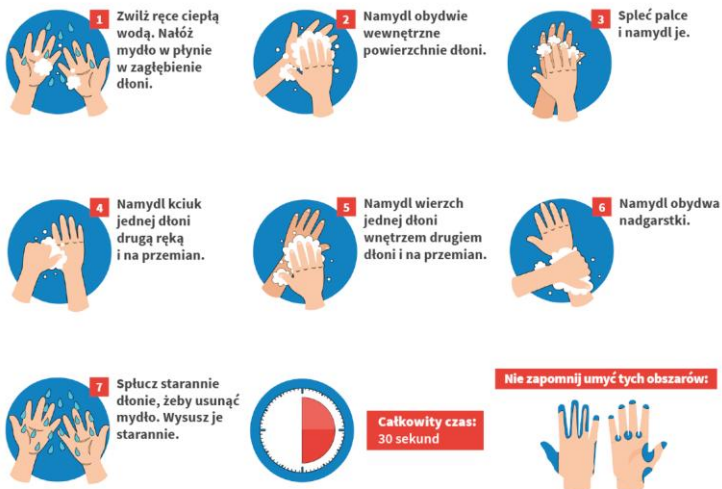 1
Zwilż ręce ciepłą
wodą. Nałóż
mydło w płynie
w zagłębienie
dłoni.
2
Namydl obydwie
wewnętrzne
powierzchnie dłoni.
3
Spleć palce
i namydl je.
4
Namydl kciuk
jednej dłoni
drugą ręką
i na przemian.
5
Namydl wierzch
jednej dłoni
wnętrzem drugiem
dłoni i na przemian.
6
Namydl obydwa
nadgarstki.
7
Spłucz starannie
dłonie, żeby usunąć
mydło. Wysusz je
starannie.
Całkowity czas:
30 sekund
Nie zapomnij umyć tych obszarów: